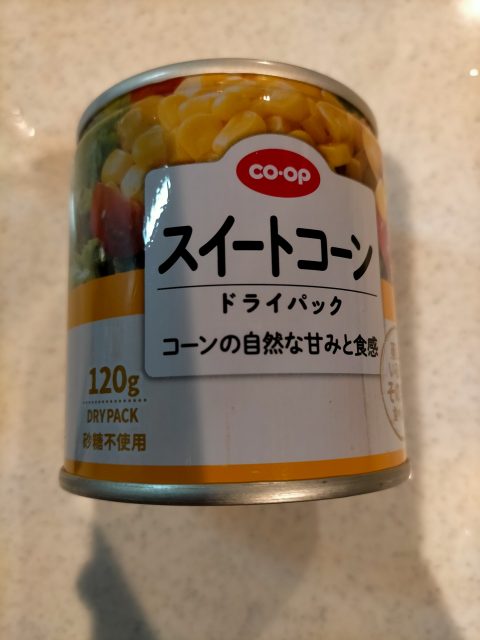 co-op
スイートコーン
ドライパック
コーンの自然な甘みと食感
120g
DRY PACK
砂糖不使用